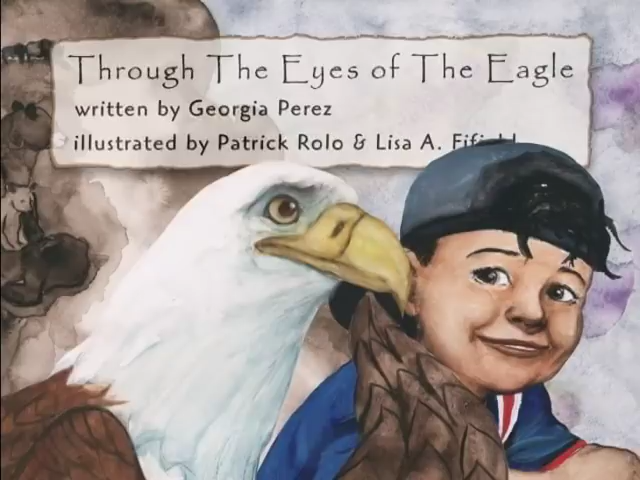 Through The Eyes of The Eagle
written by Georgia Perez
illustrated by Patrick Rolo & Lisa A.